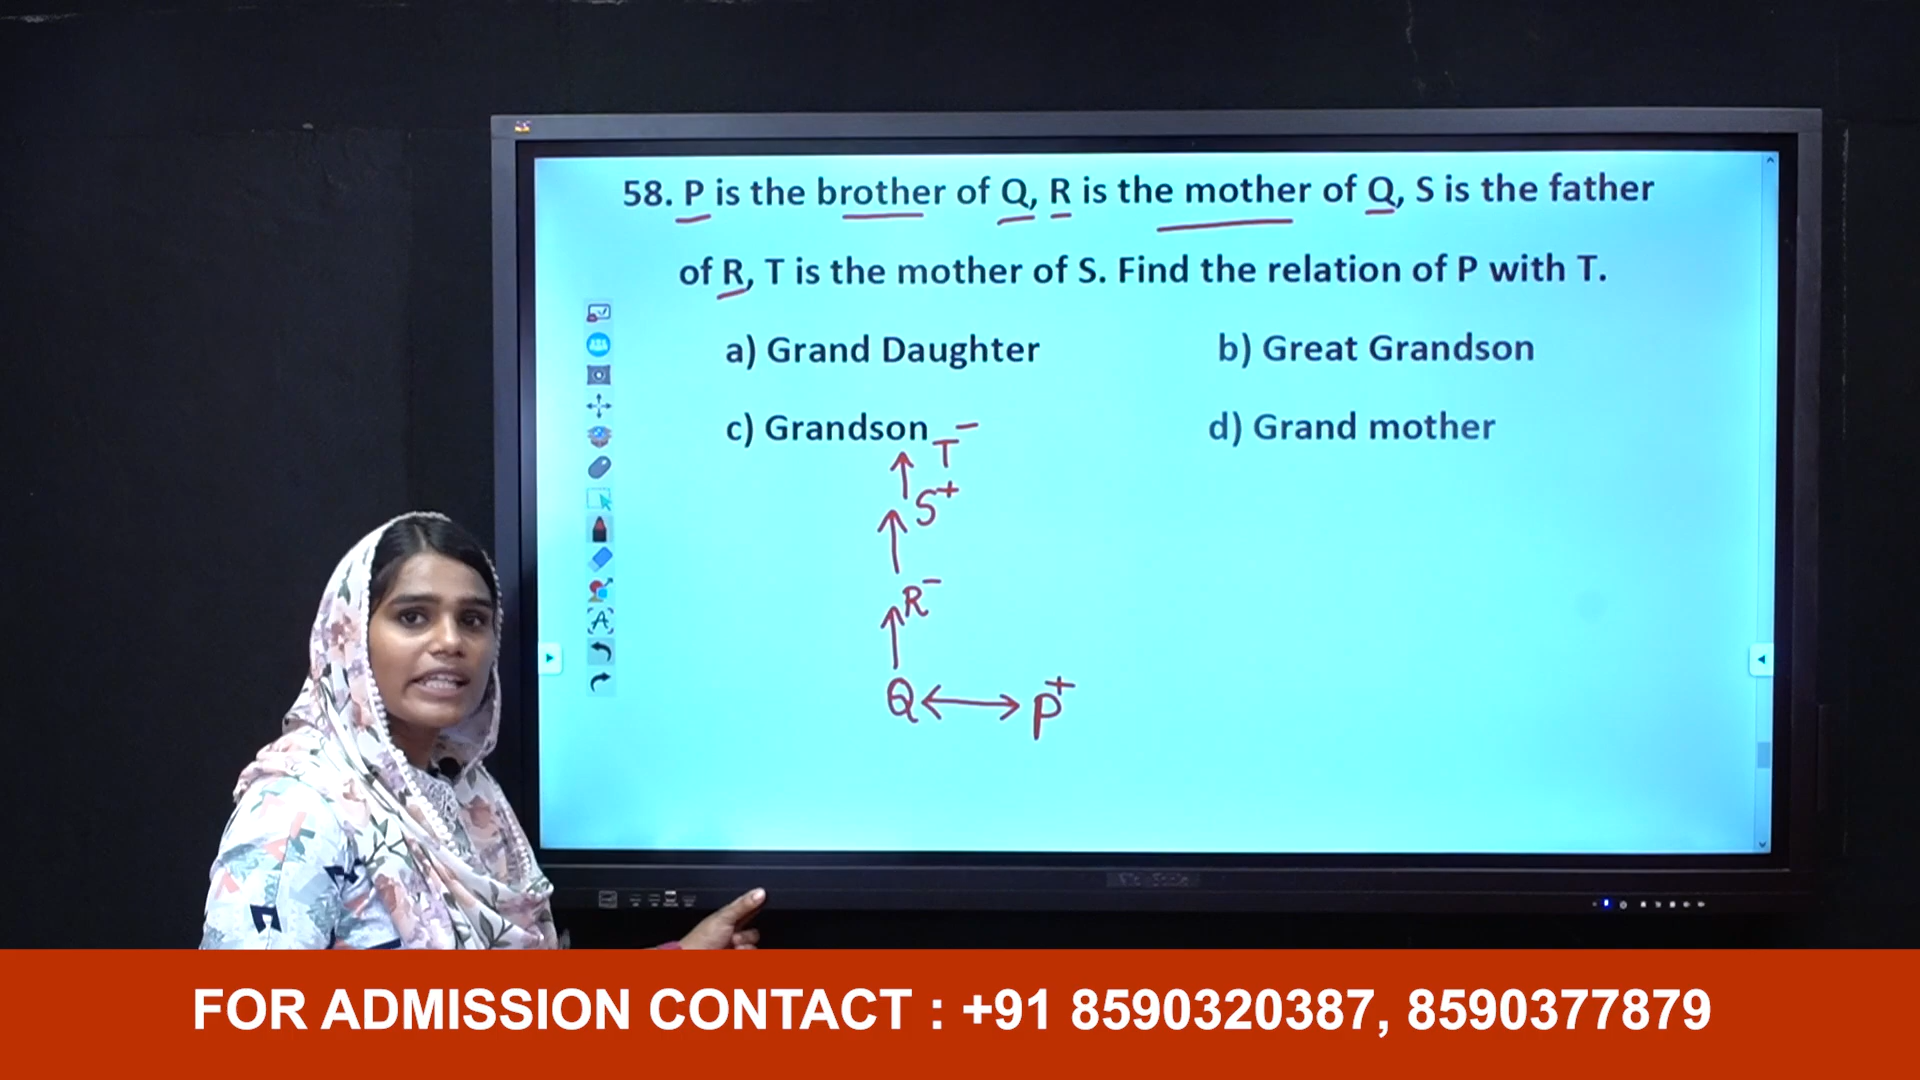 58. P is the brother of Q, R is the mother of Q, S is the father
of R, T is the mother of S. Find the relation of P with T.
a) Grand Daughter
b) Great Grandson
c) Grandson
d) Grand mother
T⁻
S⁺
R⁻
Q ↔ P⁺
FOR ADMISSION CONTACT : +91 8590320387, 8590377879